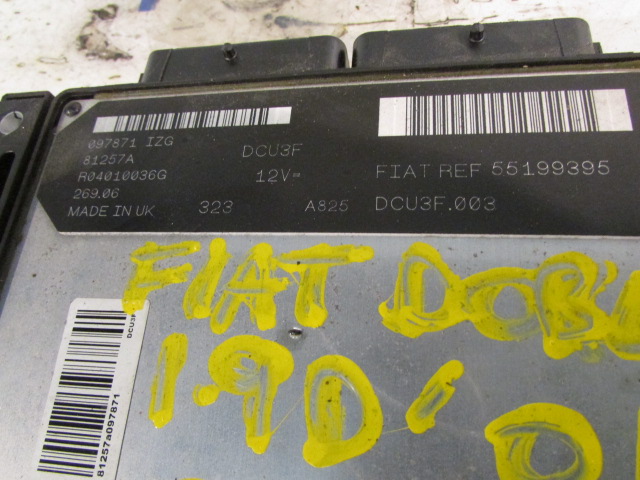 097871 IZG
81257A
R04010036G
269.06
MADE IN UK
323
DCU3F
12V=
A825
FIAT REF 55199395
DCU3F.003
FIAT DOB
1.9D'
DCU3F
81257a097871